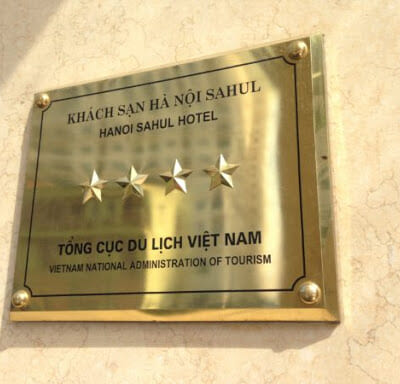 KHÁCH SẠN HÀ NỘI SAHUL
HANOI SAHUL HOTEL
TỔNG CỤC DU LỊCH VIỆT NAM
VIETNAM NATIONAL ADMINISTRATION OF TOURISM